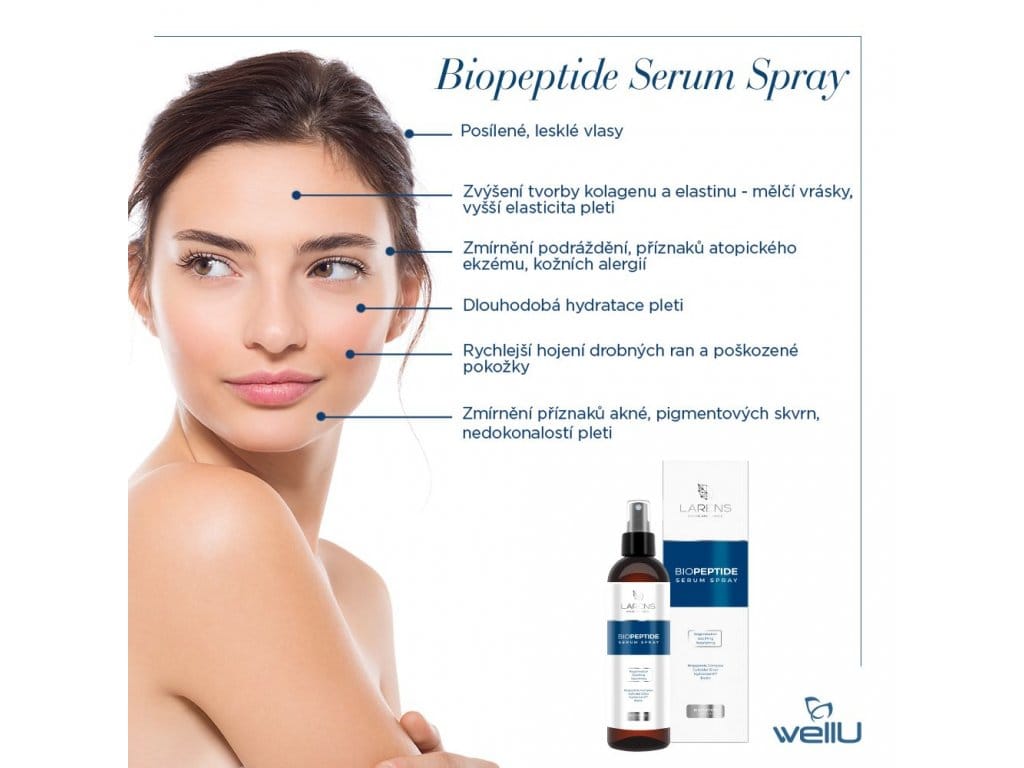 Biopeptide Serum Spray
Posílené, lesklé vlasy
Zvýšení tvorby kolagenu a elastinu - mělčí vrásky,
vyšší elasticita pleti
Zmírnění podráždění, příznaků atopického
ekzému, kožních alergií
Dlouhodobá hydratace pleti
Rychlejší hojení drobných ran a poškozené
pokožky
Zmírnění příznaků akné, pigmentových skvrn,
nedokonalostí pleti
LARENS
BIOPEPTIDE
SERUM SPRAY
LARENS
BIOPEPTIDE
SERUM SPRAY
wellU